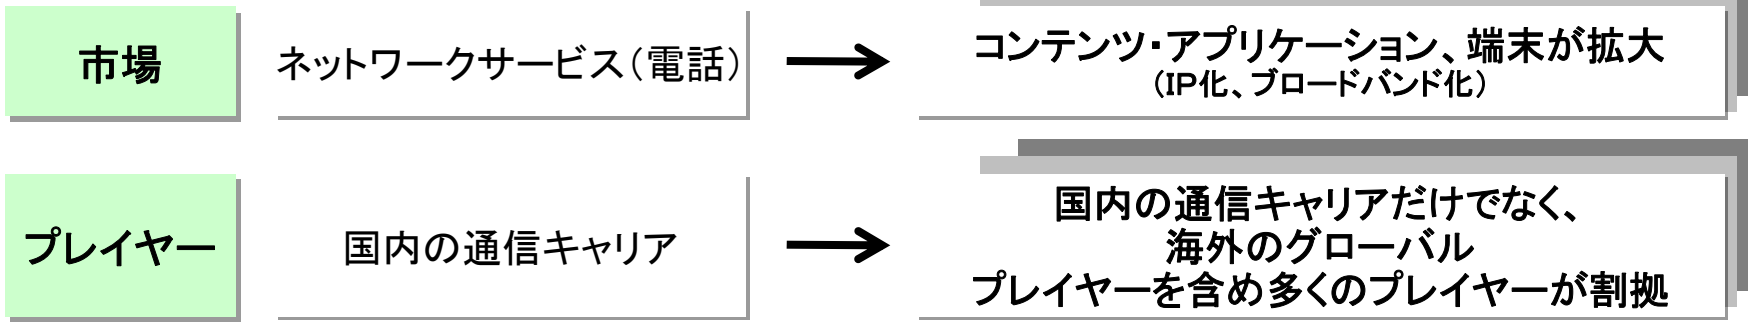 市場
ネットワークサービス（電話）
コンテンツ・アプリケーション、端末が拡大
（IP化、ブロードバンド化）
プレイヤー
国内の通信キャリア
国内の通信キャリアだけでなく、
海外のグローバル
プレイヤーを含め多くのプレイヤーが割拠